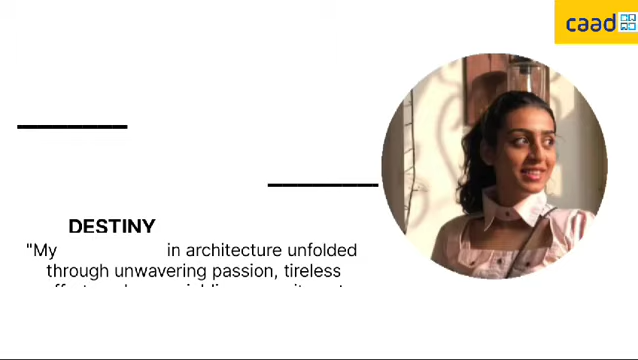 caad
DESTINY
"My in architecture unfolded
through unwavering passion, tireless